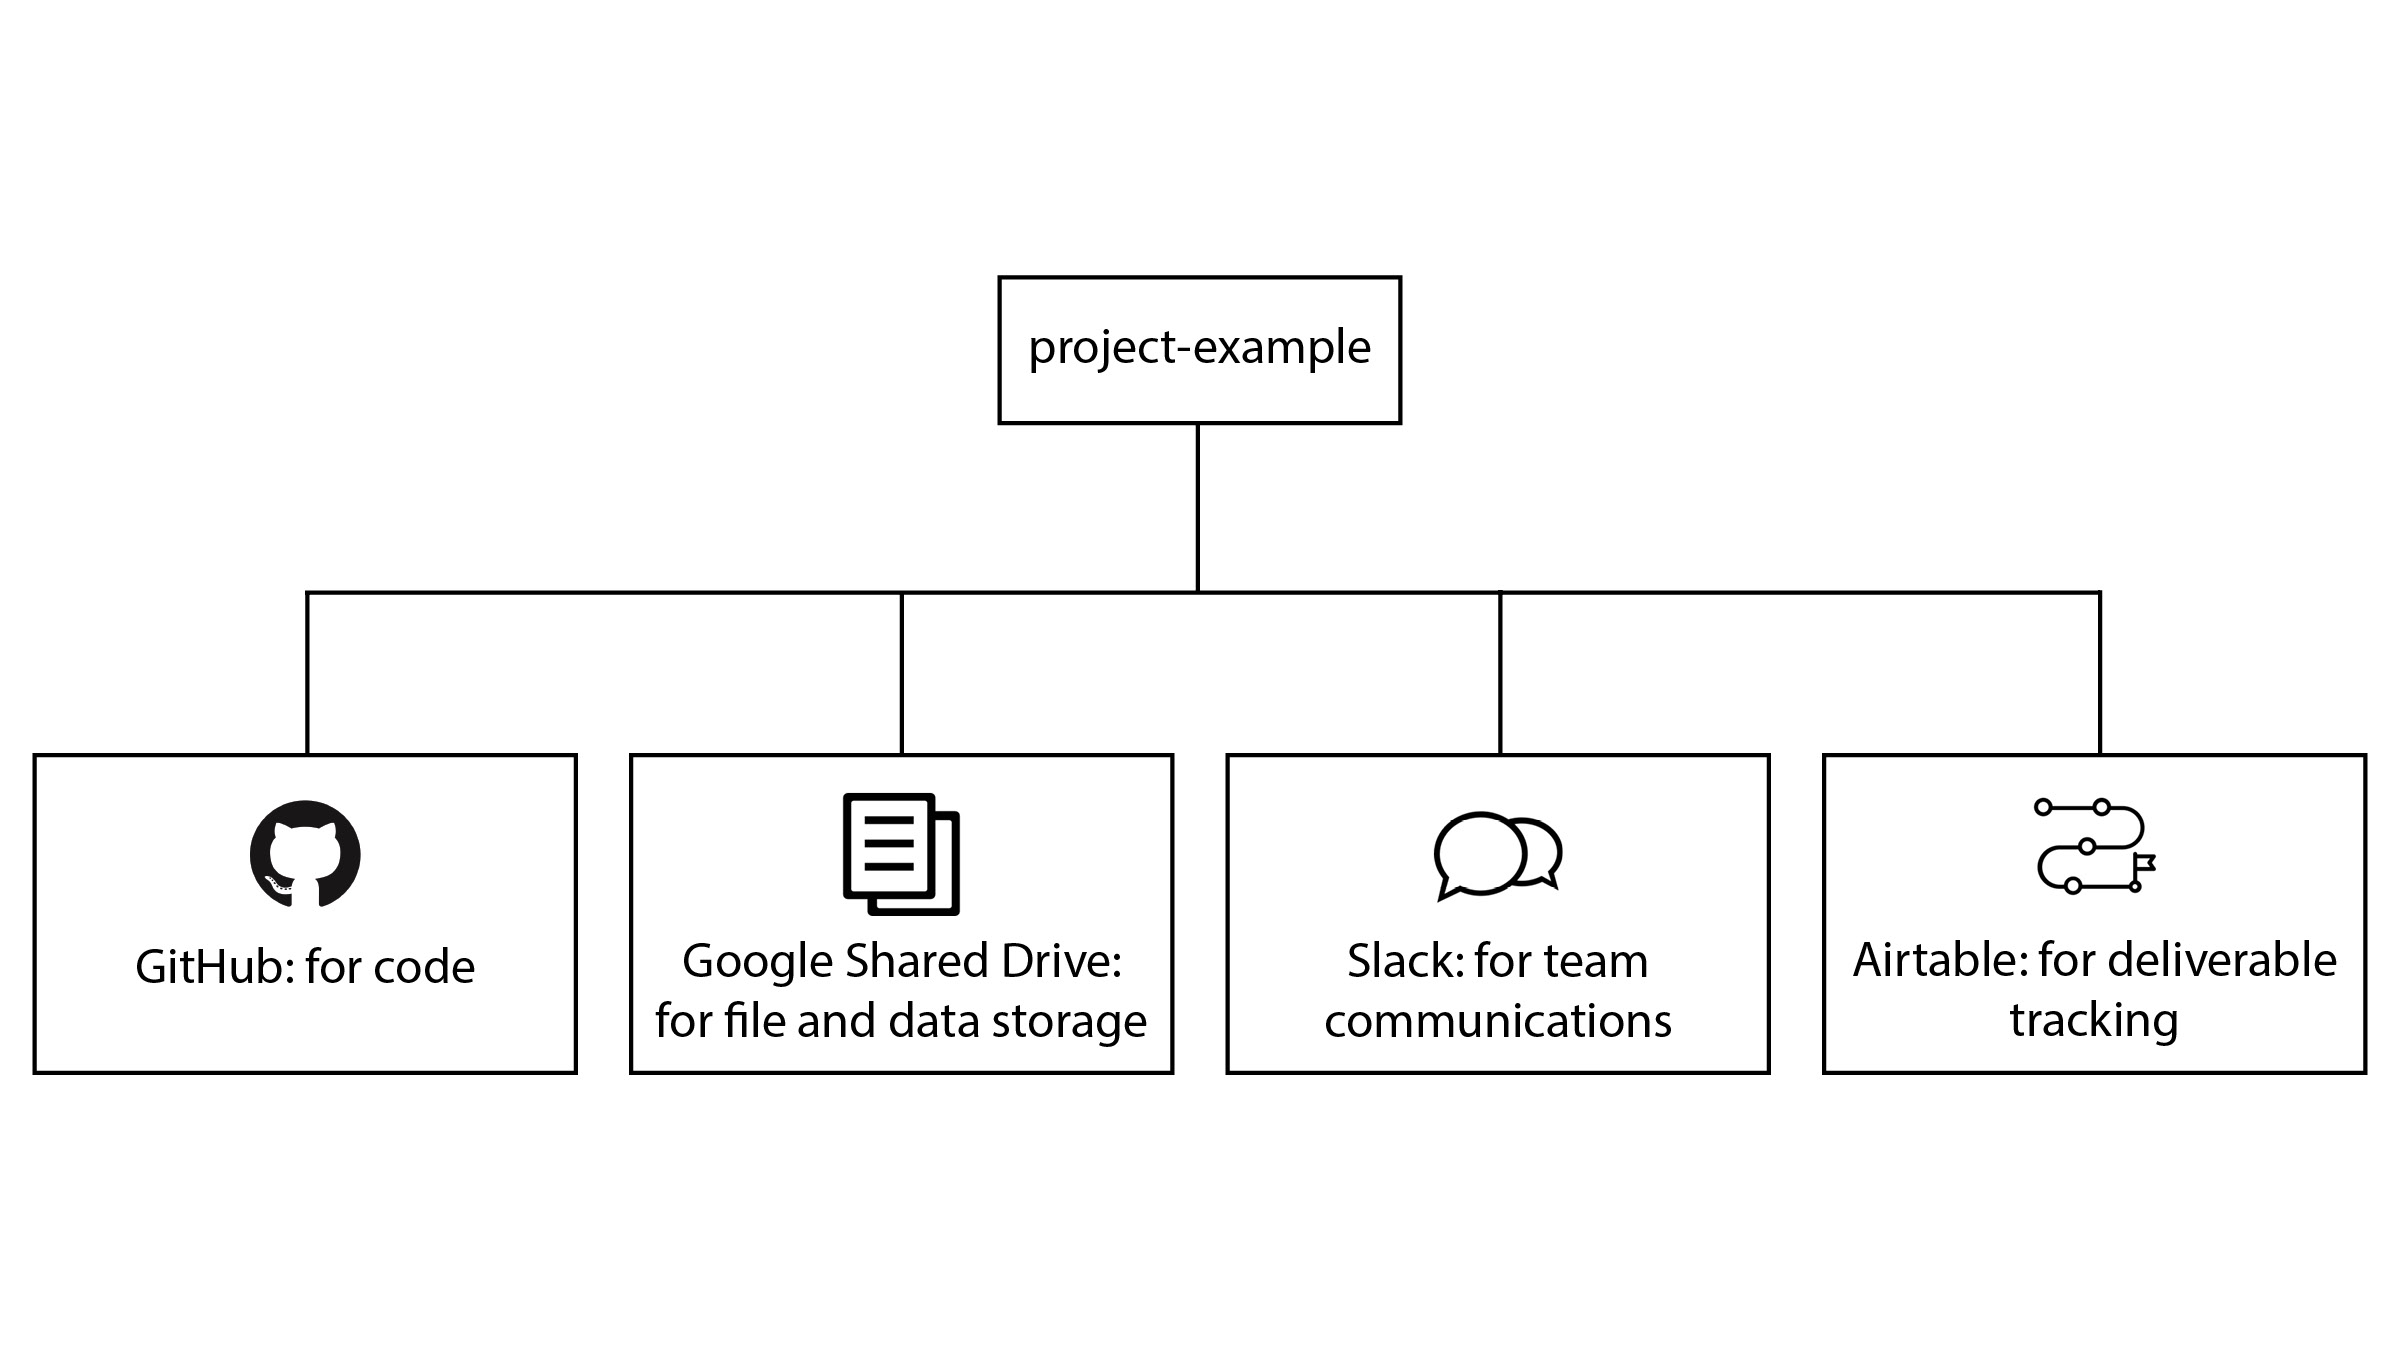 project-example
GitHub: for code
Google Shared Drive:
for file and data storage
Slack: for team
communications
Airtable: for deliverable
tracking